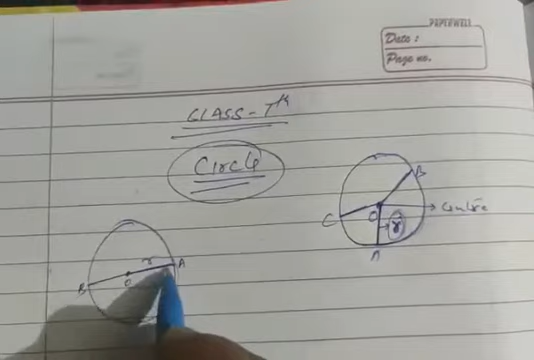 PAPERWELL
Date :
Page no.
CLASS - 7th
Circle
B
C
O
Centre
r
A
r
A
B
O